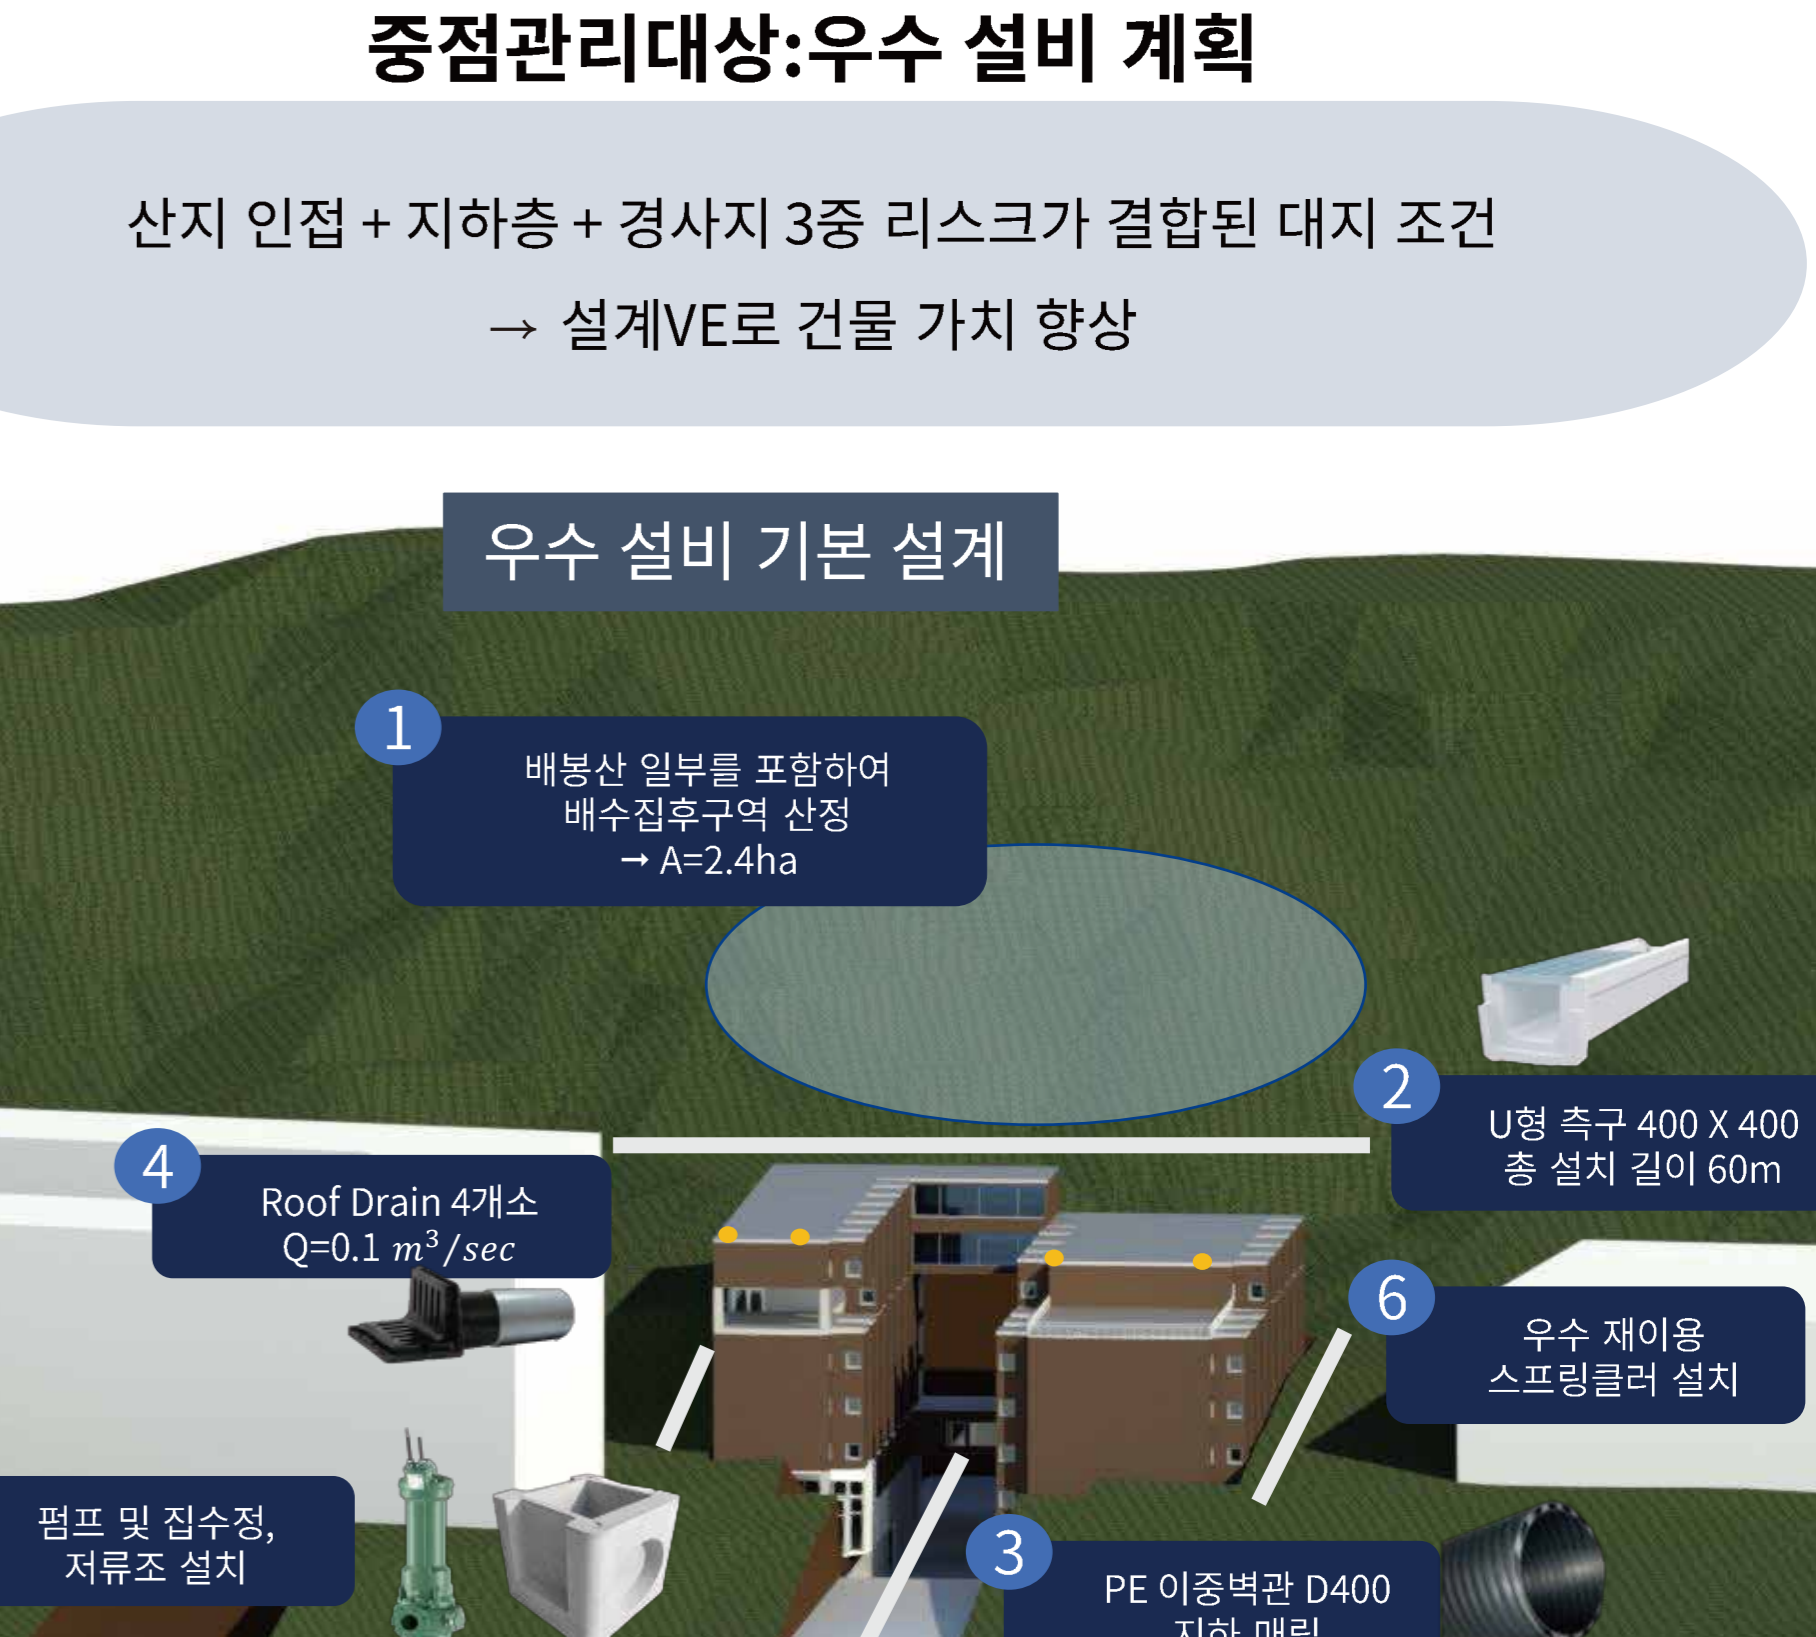 중점관리대상:우수 설비 계획
산지 인접 + 지하층 + 경사지 3중 리스크가 결합된 대지 조건
→ 설계VE로 건물 가치 향상
우수 설비 기본 설계
1
배봉산 일부를 포함하여
배수집후구역 산정
→ A=2.4ha
2
U형 측구 400 X 400
총 설치 길이 60m
4
Roof Drain 4개소
Q=0.1 m³/sec
6
우수 재이용
스프링클러 설치
펌프 및 집수정,
저류조 설치
3
PE 이중벽관 D400
지하 매립